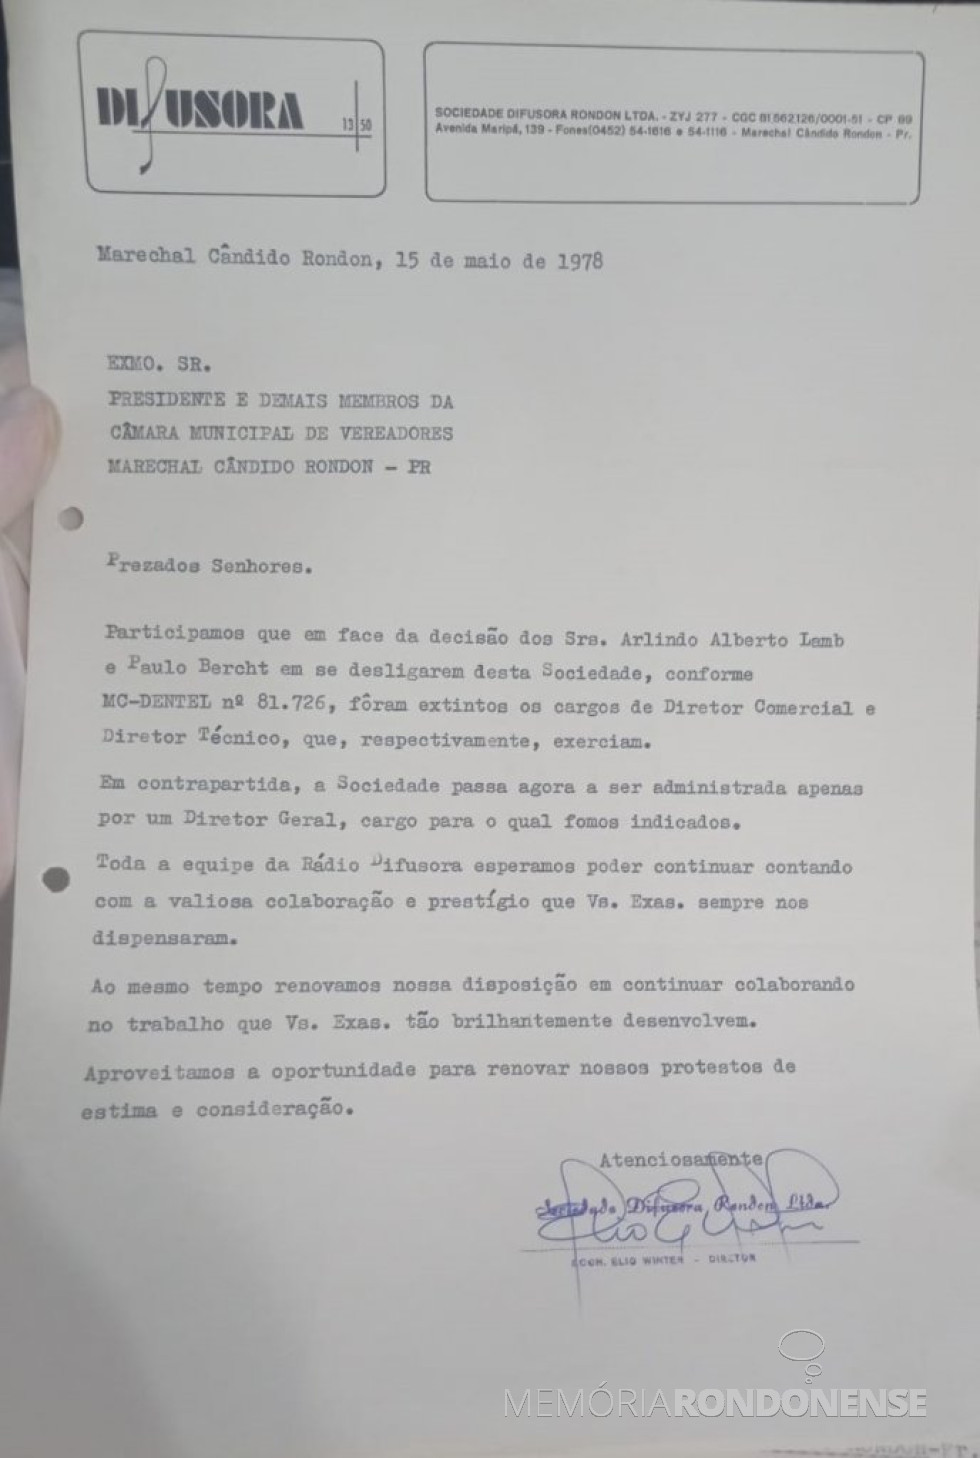 DIFUSORA
13 50
SOCIEDADE DIFUSORA RONDON LTDA. - ZYJ 277 - CGC 81.562.126/0001-51 - CP 89
Avenida Maripá, 139 - Fones(0452) 54-1616 e 54-1116 - Marechal Cândido Rondon - Pr.
Marechal Cândido Rondon, 15 de maio de 1978
EXMO. SR.
PRESIDENTE E DEMAIS MEMBROS DA
CÂMARA MUNICIPAL DE VEREADORES
MARECHAL CÂNDIDO RONDON - PR
Prezados Senhores.
Participamos que em face da decisão dos Srs. Arlindo Alberto Lamb
e Paulo Bercht em se desligarem desta Sociedade, conforme
MC-DENTEL nº 81.726, fôram extintos os cargos de Diretor Comercial e
Diretor Técnico, que, respectivamente, exerciam.
Em contrapartida, a Sociedade passa agora a ser administrada apenas
por um Diretor Geral, cargo para o qual fomos indicados.
Toda a equipe da Rádio Difusora esperamos poder continuar contando
com a valiosa colaboração e prestígio que Vs. Exas. sempre nos
dispensaram.
Ao mesmo tempo renovamos nossa disposição em continuar colaborando
no trabalho que Vs. Exas. tão brilhantemente desenvolvem.
Aproveitamos a oportunidade para renovar nossos protestos de
estima e consideração.
Atenciosamente
Sociedade Difusora Rondon Ltda.
ELIO WINTER - DIRETOR
MEMÓRIARONDONENSE